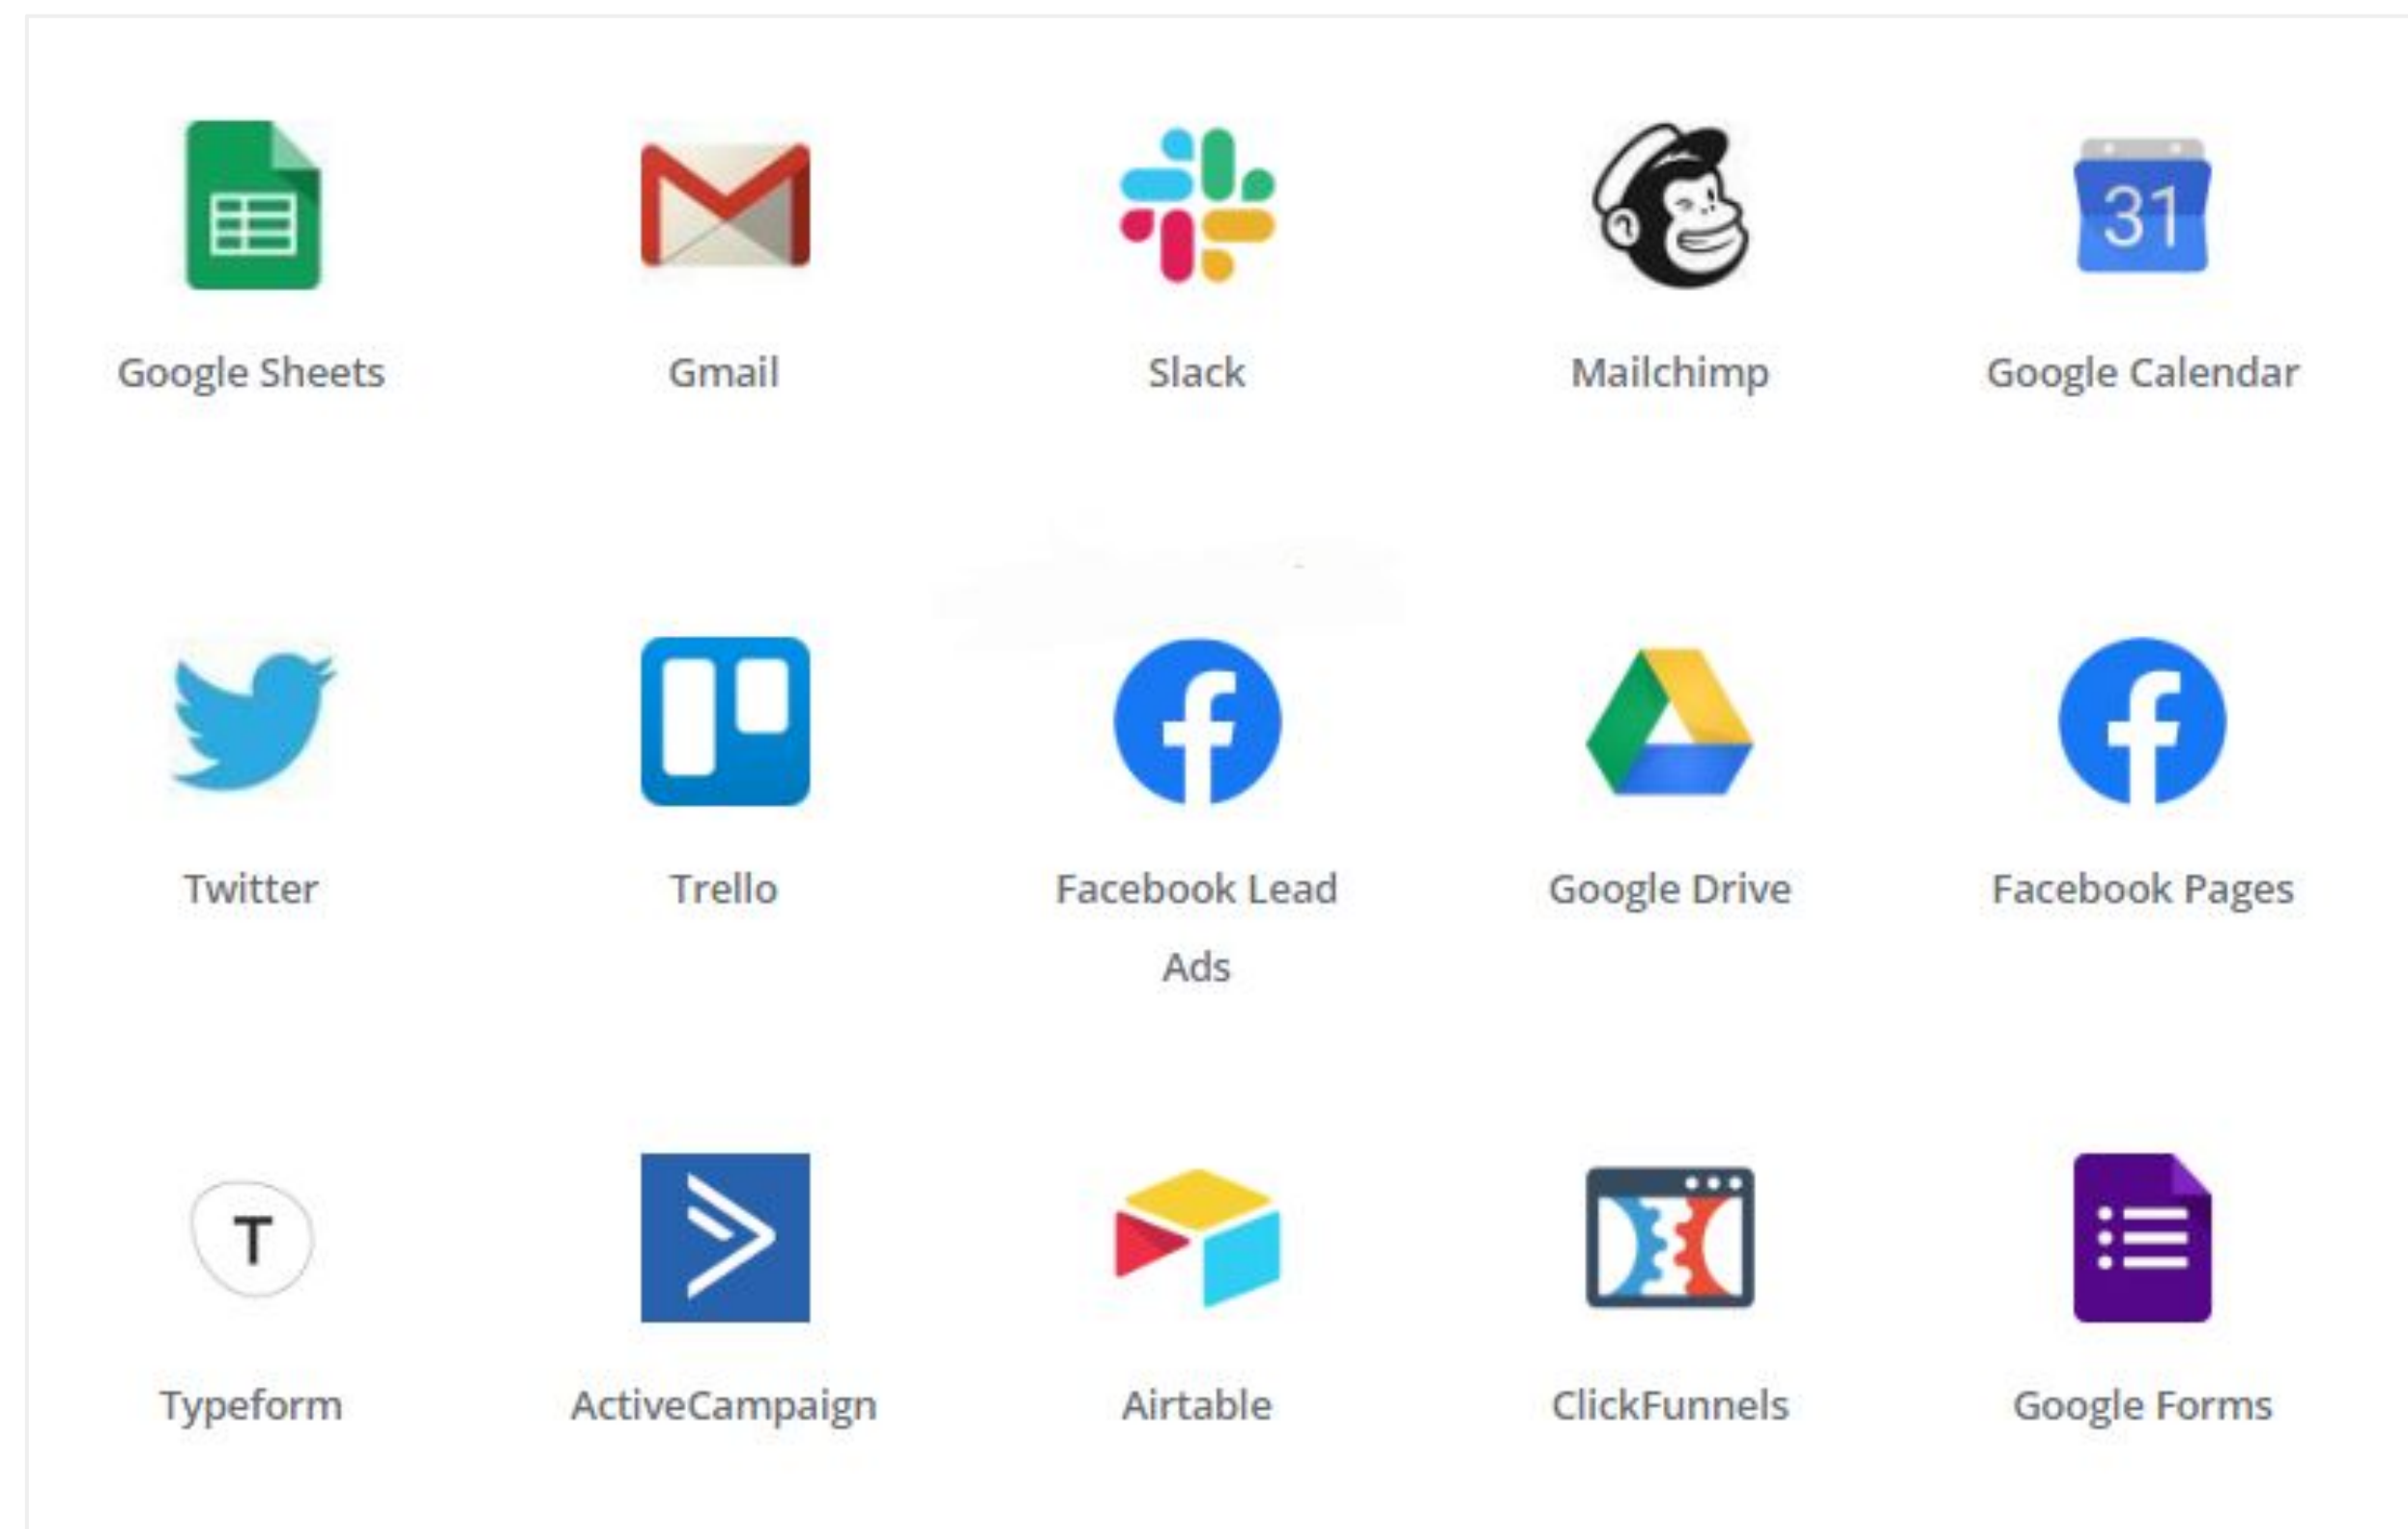 31
Google Sheets
Gmail
Slack
Mailchimp
Google Calendar
Twitter
Trello
Facebook Lead
Ads
Google Drive
Facebook Pages
T
Typeform
ActiveCampaign
Airtable
ClickFunnels
Google Forms